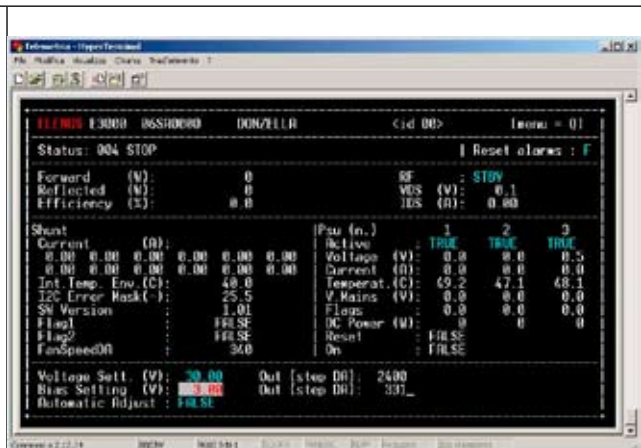 Telemetria - HyperTerminal
File Modifica Visualizza Chiama Trasferimento ?
ELENOS E3000 06SA0000 DONZELLA <id 00> [menu = Q]
Status: 004 STOP | Reset alarms : F
Forward (W): 0 RF : STBY
Reflected (W): 0 VDS (V): 0.1
Efficiency (%): 0.0 IDS (A): 0.00
Shunt |Psu (n.) 1 2 3
Current (A): | Active : TRUE TRUE TRUE
0.00 0.00 0.00 0.00 0.00 0.00 | Voltage (V): 0.0 0.0 0.5
0.00 0.00 0.00 0.00 0.00 0.00 | Current (A): 0.0 0.0 0.0
Int.Temp. Env.(C): 40.0 | Temperat.(C): 49.2 47.1 48.1
I2C Error Mask(-): 25.5 | V.Mains (V): 0.0 0.0 0.0
SW Version : 1.01 | Flags : 0.0 0.0 0.0
Flag1 : FALSE | DC Power (W): 0 0 0
Flag2 : FALSE | Reset : FALSE
FanSpeedDA : 340 | On : FALSE
Voltage Sett. (V): 30.00 Out [step DA]: 2400
Bias Setting (V): 3.00 Out [step DA]: 331_
Automatic Adjust : FALSE